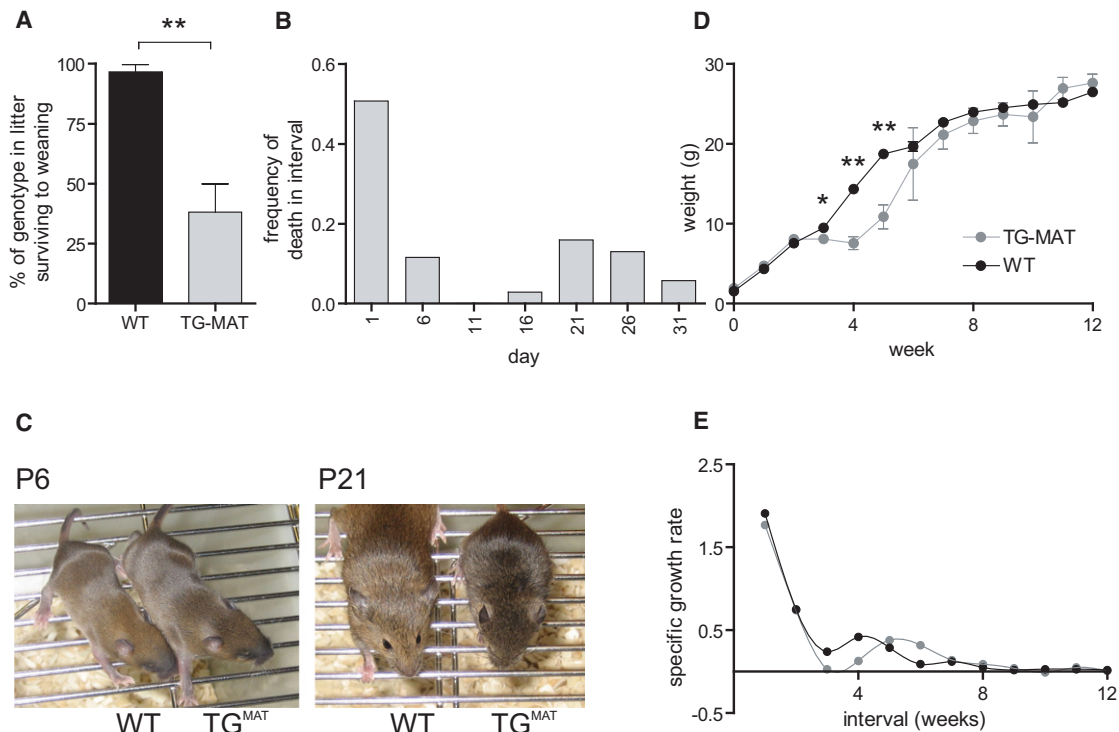 A
**
% of genotype in litter
surviving to weaning
100
75
50
25
0
WT
TG-MAT
B
frequency of
death in interval
0.6
0.4
0.2
0.0
1
6
11
16
21
26
31
day
D
weight (g)
30
20
10
0
*
**
**
TG-MAT
WT
0
4
8
12
week
C
P6
P21
WT TG^MAT
WT TG^MAT
E
specific growth rate
2.5
1.5
0.5
-0.5
4
8
12
interval (weeks)